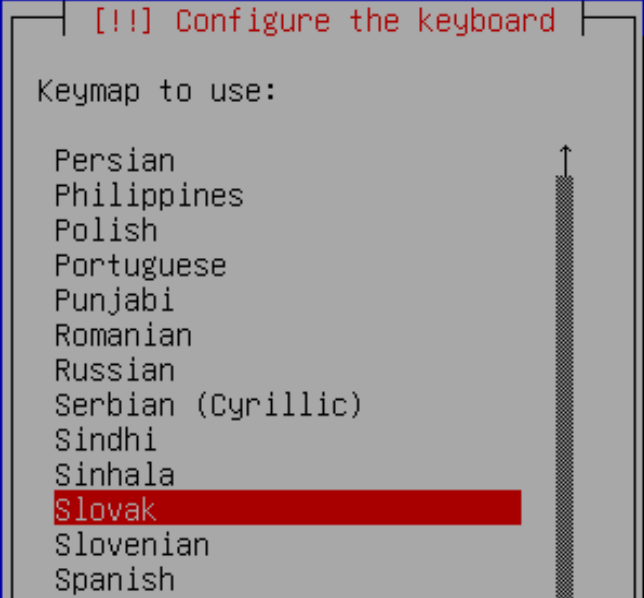 [!!] Configure the keyboard
Keymap to use:
Persian
Philippines
Polish
Portuguese
Punjabi
Romanian
Russian
Serbian (Cyrillic)
Sindhi
Sinhala
Slovak
Slovenian
Spanish